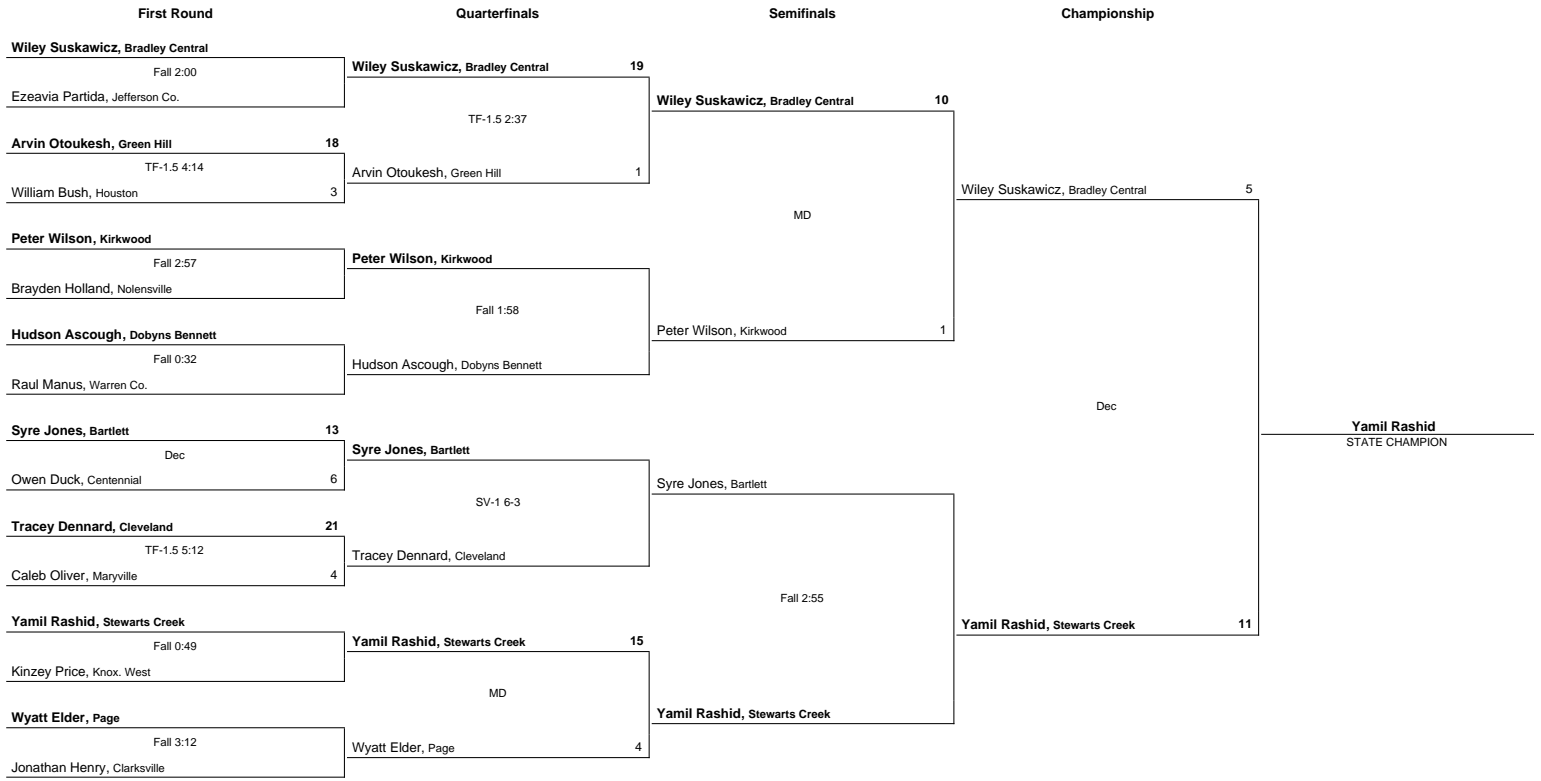 First Round
Quarterfinals
Semifinals
Championship
Wiley Suskawicz, Bradley Central
Fall 2:00
Ezeavia Partida, Jefferson Co.
Arvin Otoukesh, Green Hill 18
TF-1.5 4:14
William Bush, Houston 3
Peter Wilson, Kirkwood
Fall 2:57
Brayden Holland, Nolensville
Hudson Ascough, Dobyns Bennett
Fall 0:32
Raul Manus, Warren Co.
Syre Jones, Bartlett 13
Dec
Owen Duck, Centennial 6
Tracey Dennard, Cleveland 21
TF-1.5 5:12
Caleb Oliver, Maryville 4
Yamil Rashid, Stewarts Creek
Fall 0:49
Kinzey Price, Knox. West
Wyatt Elder, Page
Fall 3:12
Jonathan Henry, Clarksville
Wiley Suskawicz, Bradley Central 19
TF-1.5 2:37
Arvin Otoukesh, Green Hill 1
Peter Wilson, Kirkwood
Fall 1:58
Hudson Ascough, Dobyns Bennett
Syre Jones, Bartlett
SV-1 6-3
Tracey Dennard, Cleveland
Yamil Rashid, Stewarts Creek 15
MD
Wyatt Elder, Page 4
Wiley Suskawicz, Bradley Central 10
MD
Peter Wilson, Kirkwood 1
Syre Jones, Bartlett
Fall 2:55
Yamil Rashid, Stewarts Creek
Wiley Suskawicz, Bradley Central 5
Dec
Yamil Rashid, Stewarts Creek 11
Yamil Rashid
STATE CHAMPION